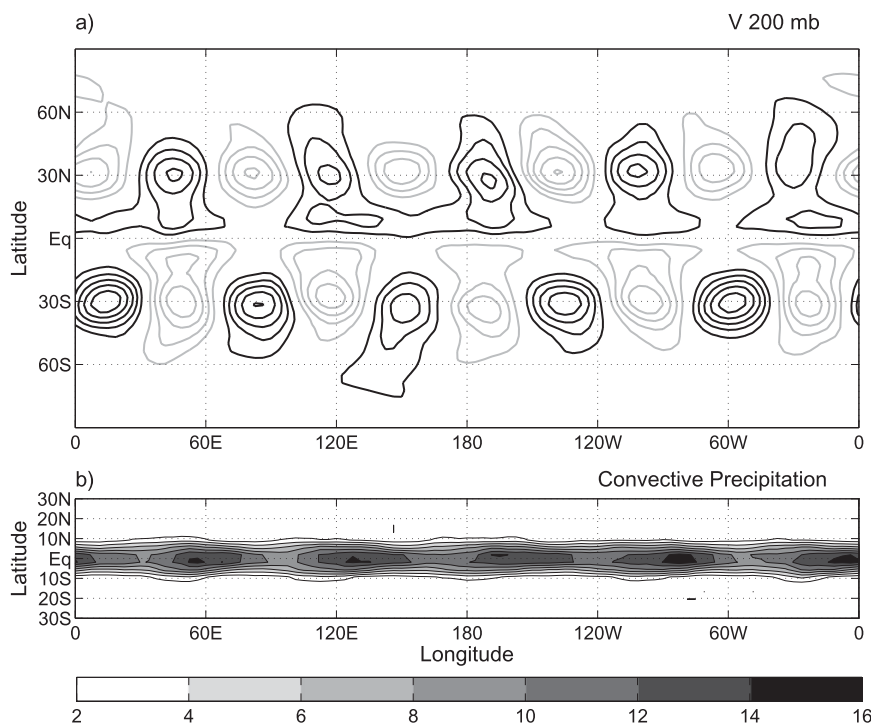 a) V 200 mb
60N
30N
Eq
30S
60S
Latitude
0 60E 120E 180 120W 60W 0
b) Convective Precipitation
30N
20N
10N
Eq
10S
20S
30S
Latitude
0 60E 120E 180 120W 60W 0
Longitude
2 4 6 8 10 12 14 16